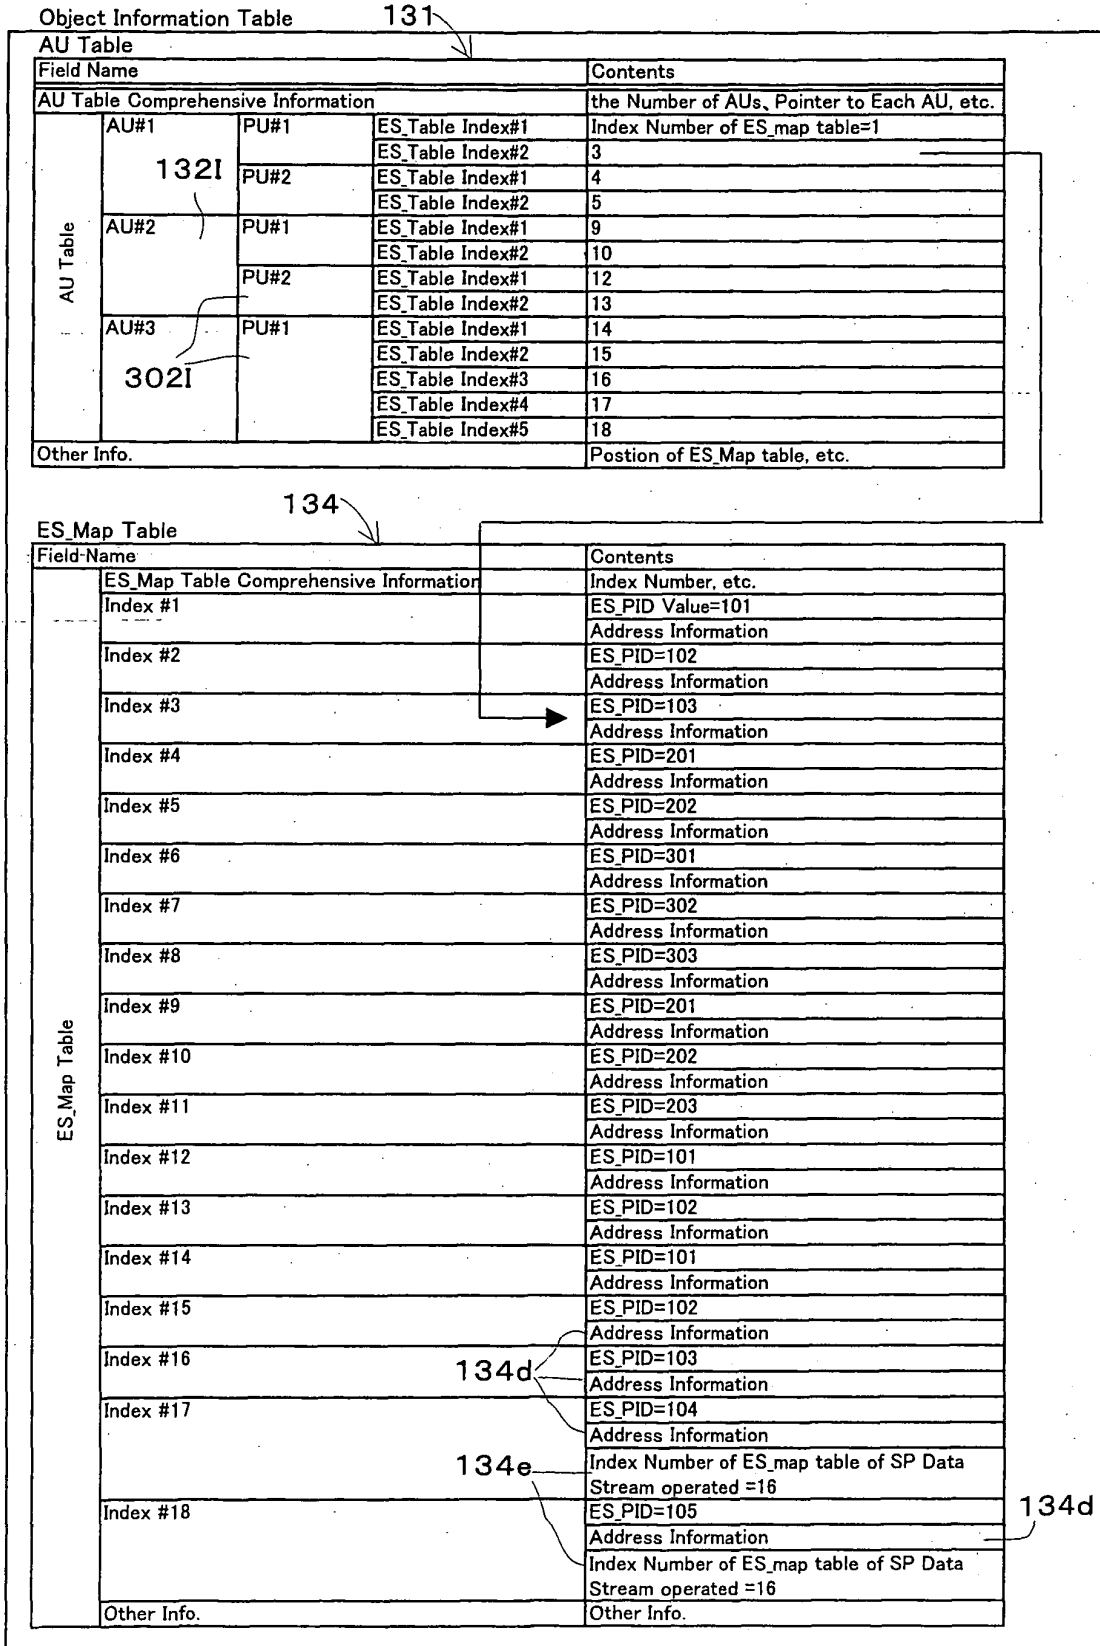 Object Information Table
131
AU Table
Field Name Contents
AU Table Comprehensive Information the Number of AUs、Pointer to Each AU, etc.
AU Table
AU#1 PU#1 ES_Table Index#1 Index Number of ES_map table=1
ES_Table Index#2 3
132I
PU#2 ES_Table Index#1 4
ES_Table Index#2 5
AU#2 PU#1 ES_Table Index#1 9
ES_Table Index#2 10
PU#2 ES_Table Index#1 12
ES_Table Index#2 13
AU#3 PU#1 ES_Table Index#1 14
ES_Table Index#2 15
302I
ES_Table Index#3 16
ES_Table Index#4 17
ES_Table Index#5 18
Other Info. Postion of ES_Map table, etc.
134
ES_Map Table
Field-Name Contents
ES_Map Table
ES_Map Table Comprehensive Information Index Number, etc.
Index #1 ES_PID Value=101
Address Information
Index #2 ES_PID=102
Address Information
Index #3 ES_PID=103
Address Information
Index #4 ES_PID=201
Address Information
Index #5 ES_PID=202
Address Information
Index #6 ES_PID=301
Address Information
Index #7 ES_PID=302
Address Information
Index #8 ES_PID=303
Address Information
Index #9 ES_PID=201
Address Information
Index #10 ES_PID=202
Address Information
Index #11 ES_PID=203
Address Information
Index #12 ES_PID=101
Address Information
Index #13 ES_PID=102
Address Information
Index #14 ES_PID=101
Address Information
Index #15 ES_PID=102
Address Information
Index #16 ES_PID=103
134d
Address Information
Index #17 ES_PID=104
Address Information
134e
Index Number of ES_map table of SP Data
Stream operated =16
Index #18 ES_PID=105
134d
Address Information
Index Number of ES_map table of SP Data
Stream operated =16
Other Info. Other Info.